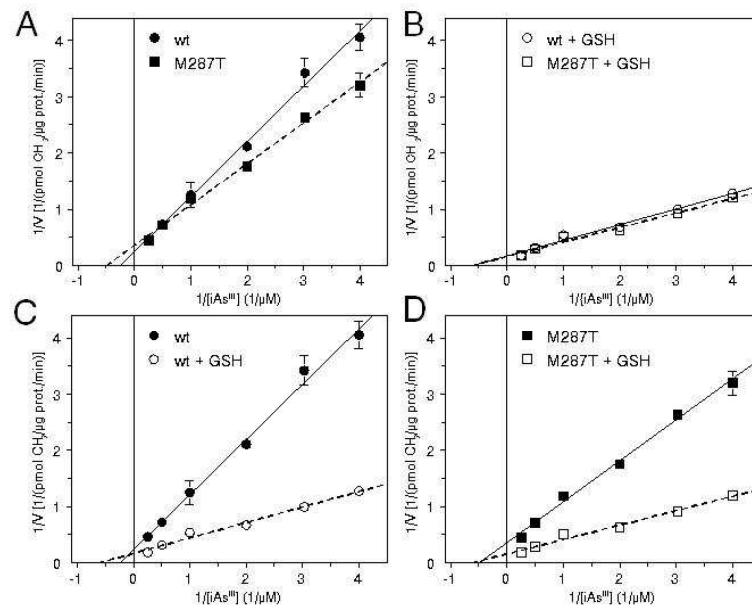 A
wt
M287T
1/V [1/(pmol CH3/µg prot./min)]
4
3
2
1
0
-1 0 1 2 3 4
1/[iAsIII] (1/µM)
B
wt + GSH
M287T + GSH
1/V [1/(pmol CH3/µg prot./min)]
4
3
2
1
0
-1 0 1 2 3 4
1/[iAsIII] (1/µM)
C
wt
wt + GSH
1/V [1/(pmol CH3/µg prot./min)]
4
3
2
1
0
-1 0 1 2 3 4
1/[iAsIII] (1/µM)
D
M287T
M287T + GSH
1/V [1/(pmol CH3/µg prot./min)]
4
3
2
1
0
-1 0 1 2 3 4
1/[iAsIII] (1/µM)